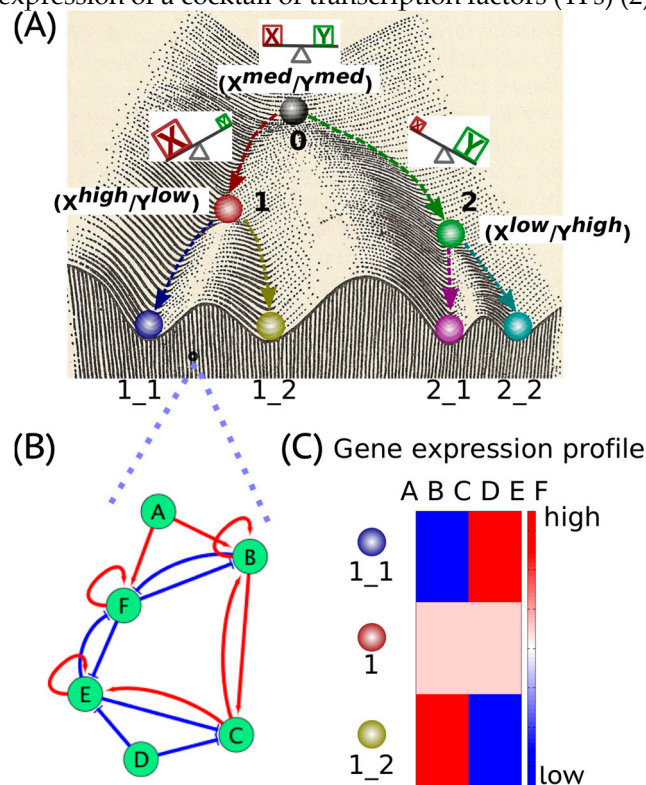 expression of a cocktail of transcription factors (TFs) (2)
(A)
X Y
(X^med/Y^med)
0
X Y
X Y
(X^high/Y^low)
1
2
(X^low/Y^high)
1_1 1_2 2_1 2_2
(B)
A
B
F
E
C
D
(C) Gene expression profile
A B C D E F
high
1_1
1
1_2
low